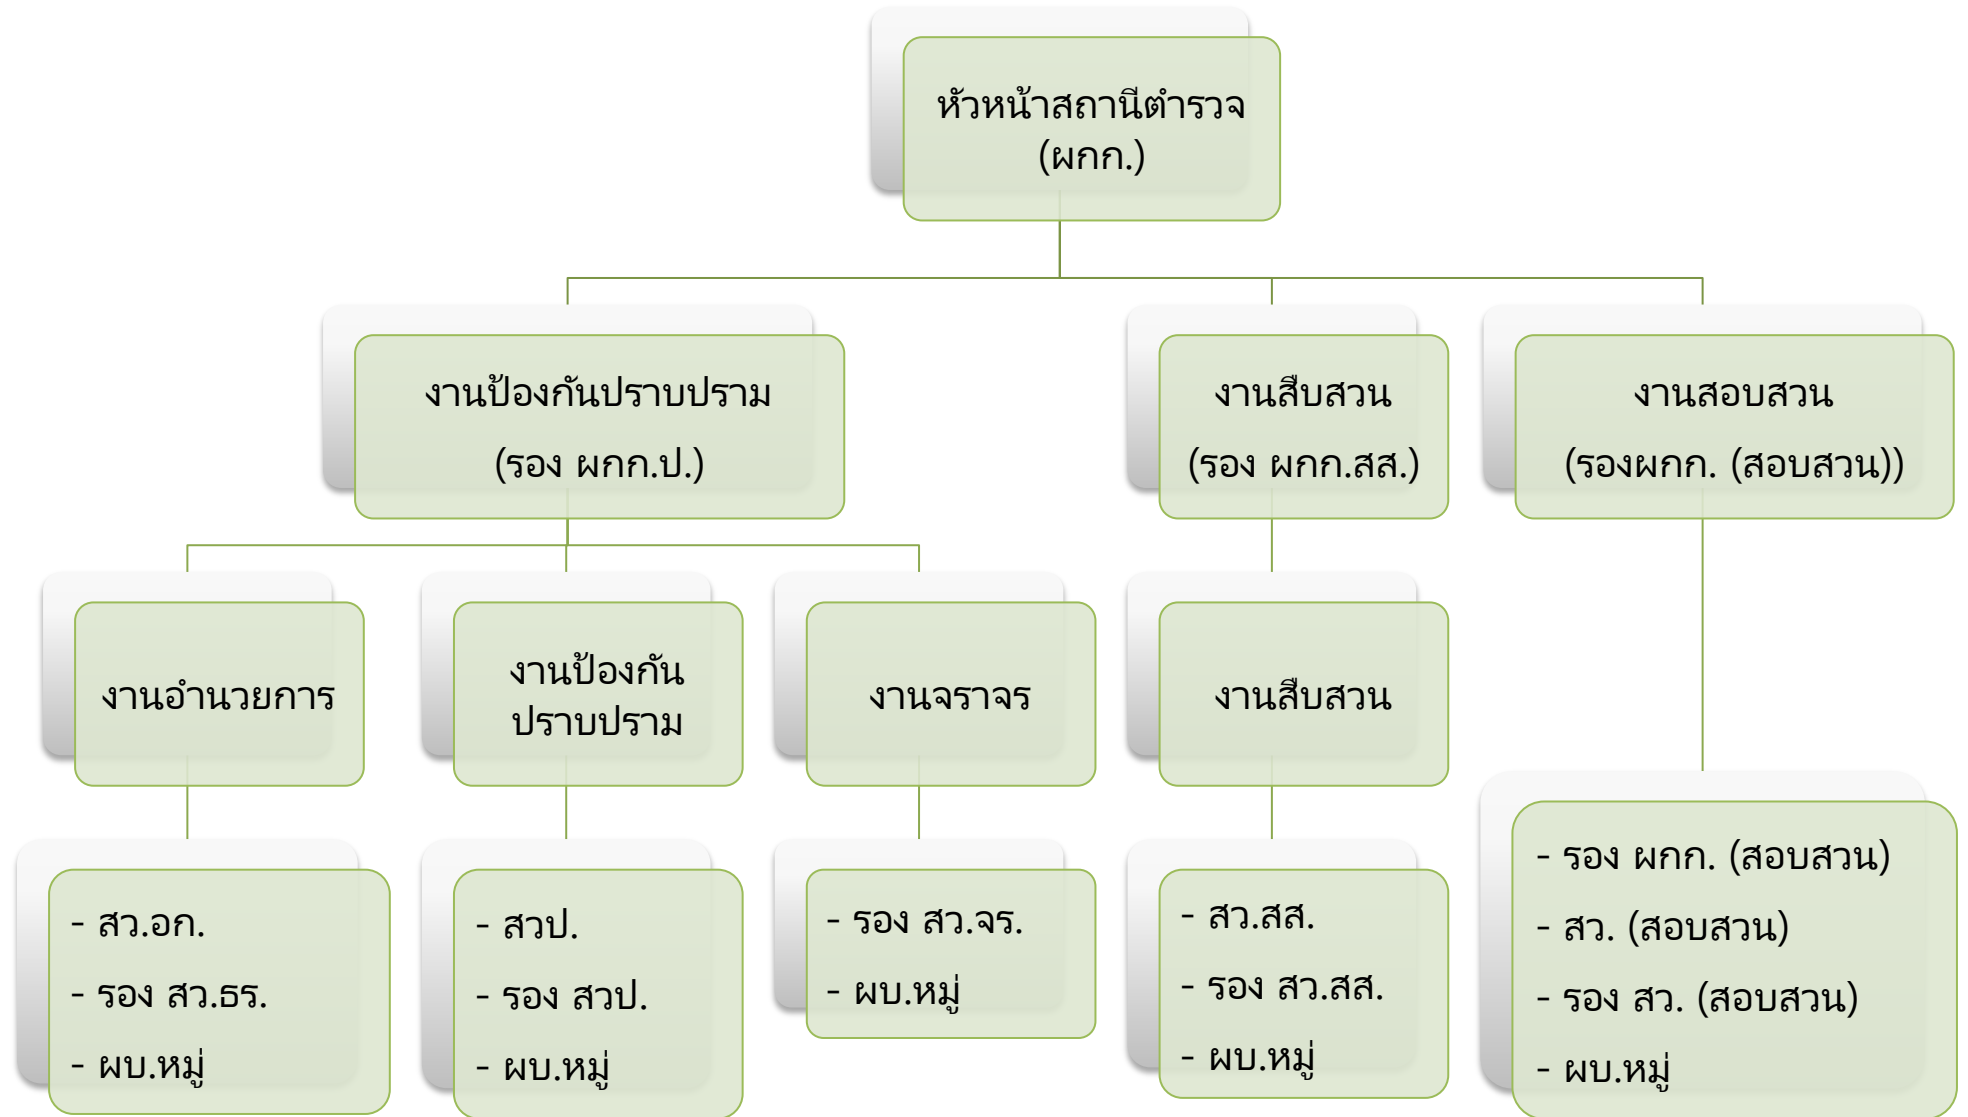 หัวหน้าสถานีตำรวจ
(ผกก.)
งานป้องกันปราบปราม
(รอง ผกก.ป.)
งานสืบสวน
(รอง ผกก.สส.)
งานสอบสวน
(รองผกก. (สอบสวน))
งานอำนวยการ
งานป้องกัน
ปราบปราม
งานจราจร
งานสืบสวน
- สว.อก.
- รอง สว.ธร.
- ผบ.หมู่
- สวป.
- รอง สวป.
- ผบ.หมู่
- รอง สว.จร.
- ผบ.หมู่
- สว.สส.
- รอง สว.สส.
- ผบ.หมู่
- รอง ผกก. (สอบสวน)
- สว. (สอบสวน)
- รอง สว. (สอบสวน)
- ผบ.หมู่